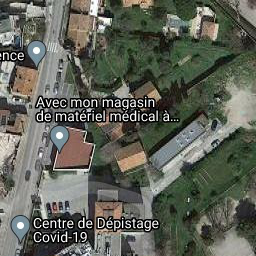 ence
Avec mon magasin
de matériel médical à...
Centre de Dépistage
Covid-19